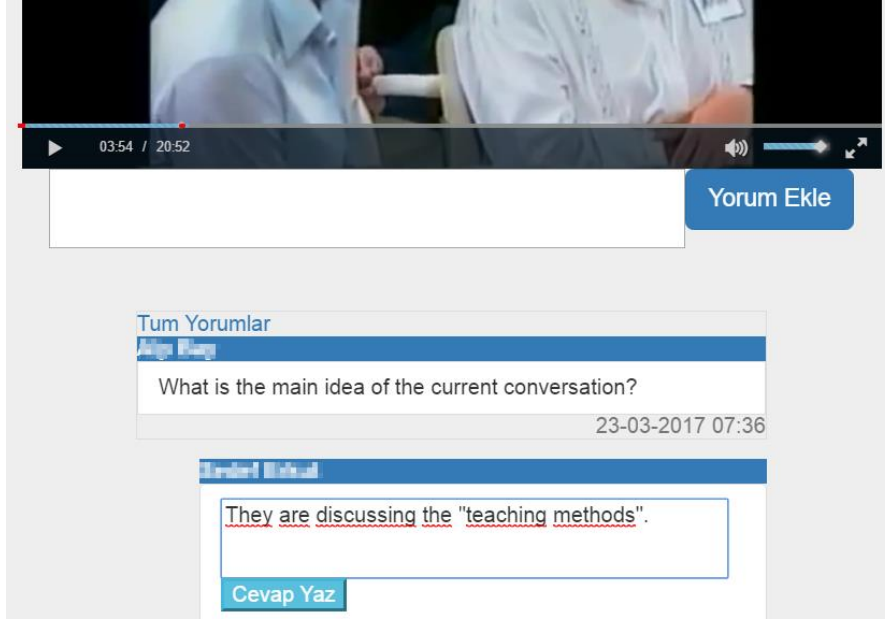 03:54 / 20:52
Yorum Ekle
Tum Yorumlar
What is the main idea of the current conversation?
23-03-2017 07:36
They are discussing the "teaching methods".
Cevap Yaz